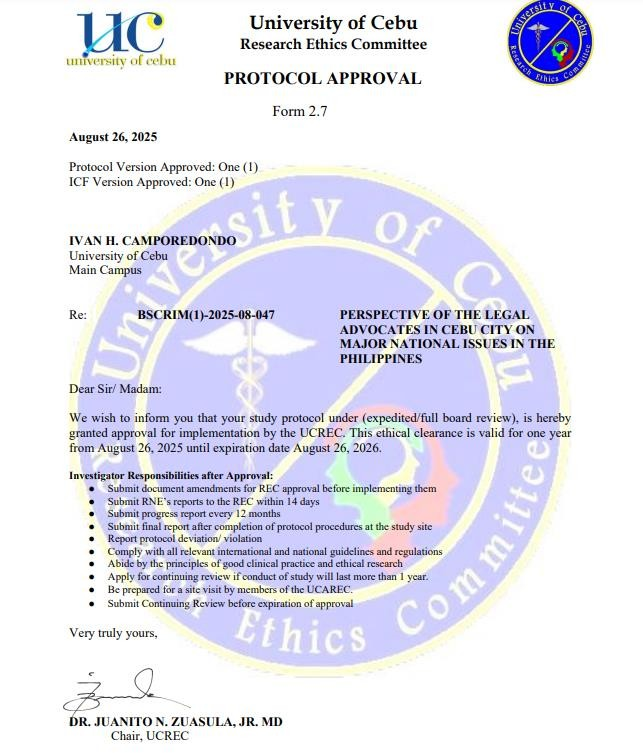 UC
university of cebu
University of Cebu
Research Ethics Committee
University of Cebu
Research Ethics Committee
PROTOCOL APPROVAL
Form 2.7
August 26, 2025
Protocol Version Approved: One (1)
ICF Version Approved: One (1)
IVAN H. CAMPOREDONDO
University of Cebu
Main Campus
Re: BSCRIM(1)-2025-08-047 PERSPECTIVE OF THE LEGAL
ADVOCATES IN CEBU CITY ON
MAJOR NATIONAL ISSUES IN THE
PHILIPPINES
Dear Sir/ Madam:
We wish to inform you that your study protocol under (expedited/full board review), is hereby
granted approval for implementation by the UCREC. This ethical clearance is valid for one year
from August 26, 2025 until expiration date August 26, 2026.
Investigator Responsibilities after Approval:
● Submit document amendments for REC approval before implementing them
● Submit RNE's reports to the REC within 14 days
● Submit progress report every 12 months
● Submit final report after completion of protocol procedures at the study site
● Report protocol deviation/ violation
● Comply with all relevant international and national guidelines and regulations
● Abide by the principles of good clinical practice and ethical research
● Apply for continuing review if conduct of study will last more than 1 year.
● Be prepared for a site visit by members of the UCAREC.
● Submit Continuing Review before expiration of approval
Very truly yours,
DR. JUANITO N. ZUASULA, JR. MD
Chair, UCREC
University of Cebu
Research Ethics Committee